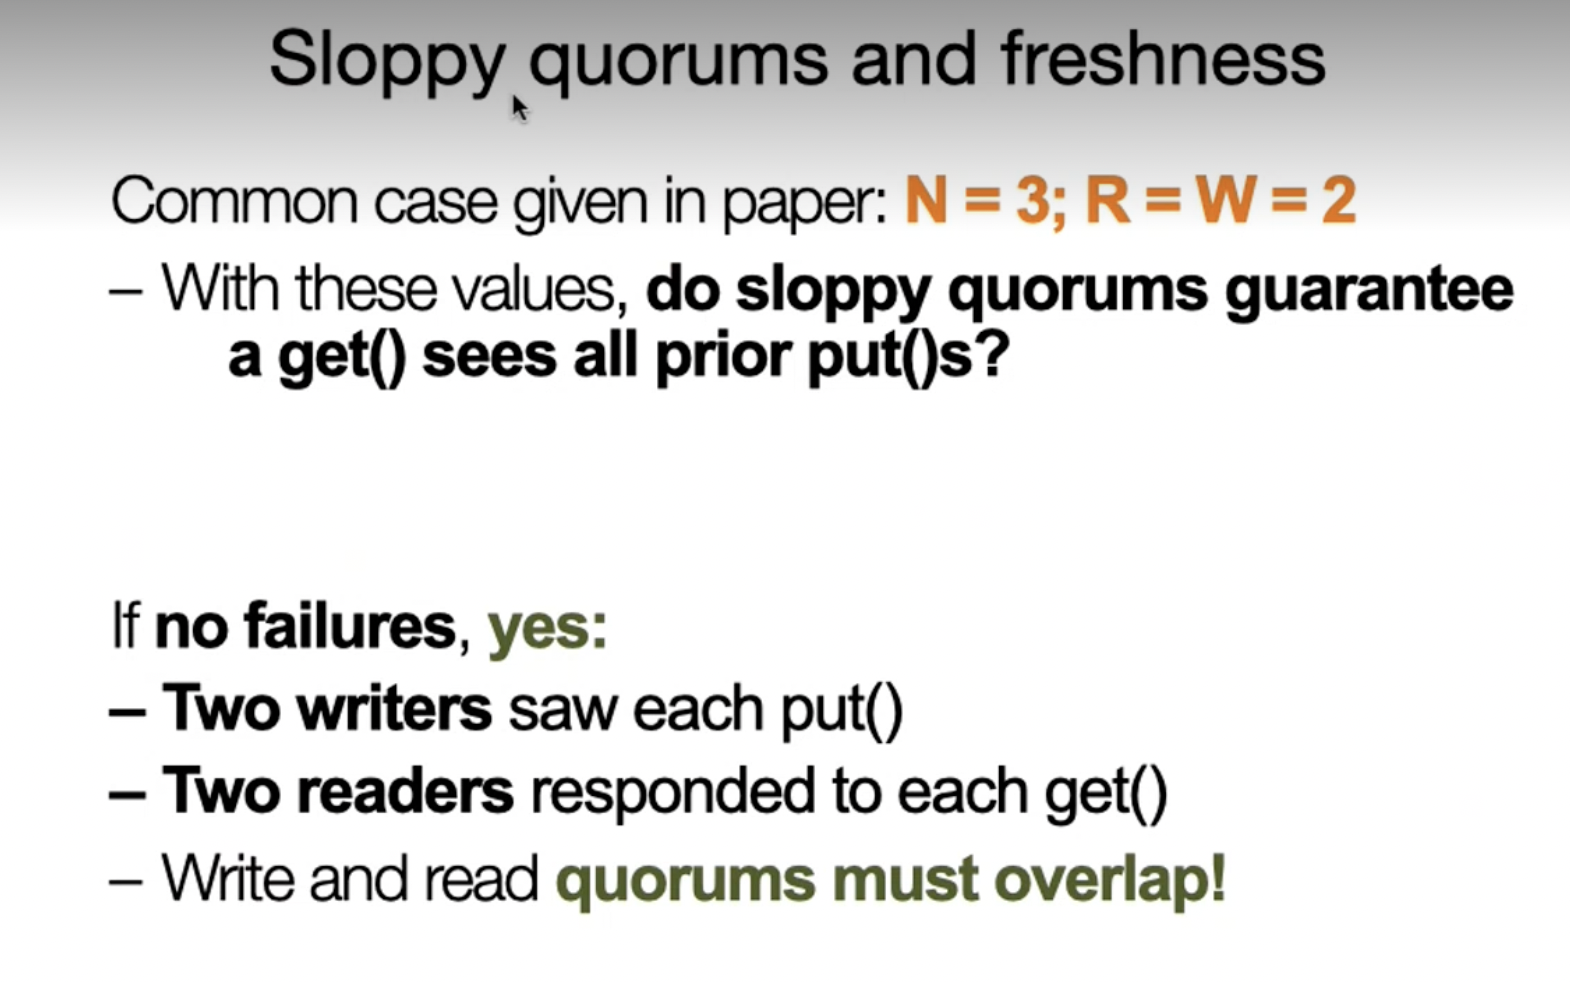 Sloppy quorums and freshness
Common case given in paper: N = 3; R = W = 2
– With these values, do sloppy quorums guarantee
a get() sees all prior put()s?
If no failures, yes:
– Two writers saw each put()
– Two readers responded to each get()
– Write and read quorums must overlap!